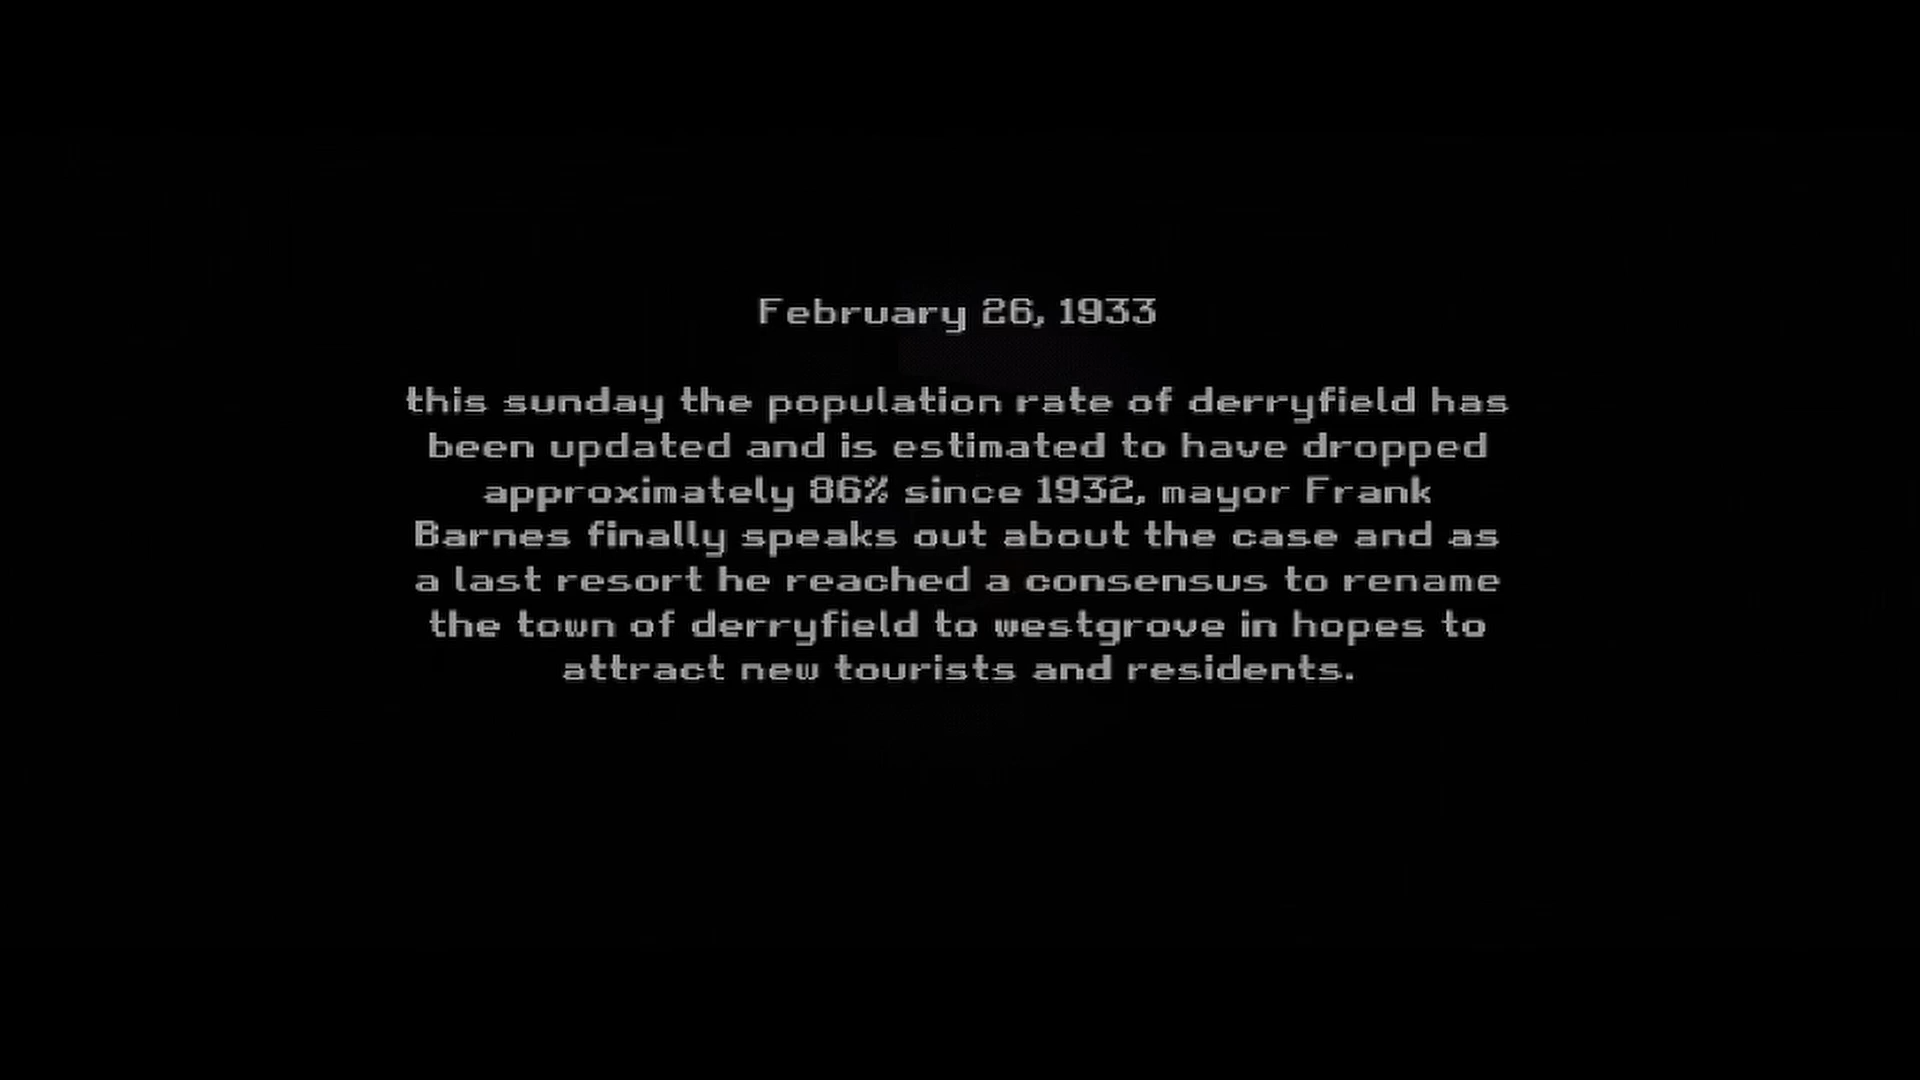 February 26, 1933
this sunday the population rate of derryfield has
been updated and is estimated to have dropped
approximately 86% since 1932, mayor Frank
Barnes finally speaks out about the case and as
a last resort he reached a consensus to rename
the town of derryfield to westgrove in hopes to
attract new tourists and residents.